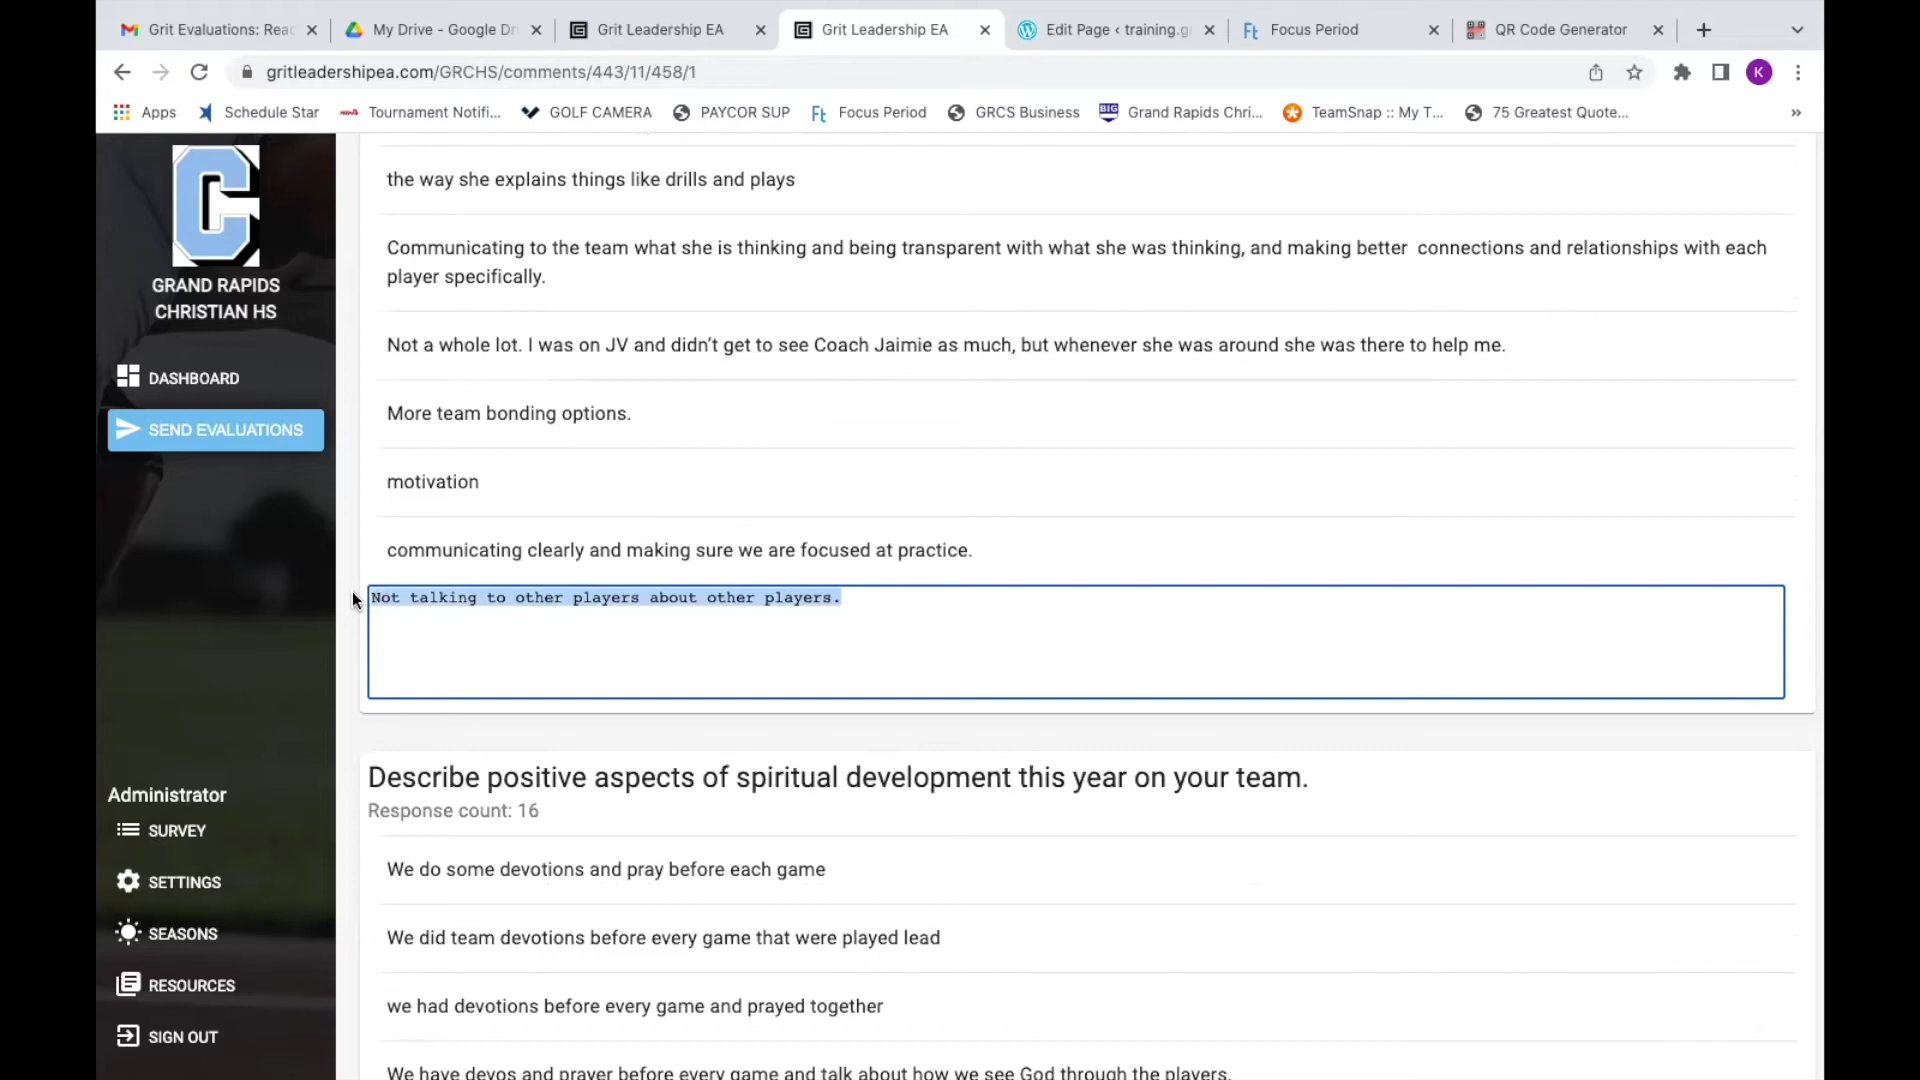 Grit Evaluations: Reac
My Drive - Google Dri
Grit Leadership EA
Grit Leadership EA
Edit Page ‹ training.g
Ft Focus Period
QR Code Generator
gritleadershipea.com/GRCHS/comments/443/11/458/1
K
Apps
Schedule Star
Tournament Notifi...
GOLF CAMERA
PAYCOR SUP
Ft Focus Period
GRCS Business
BIG Grand Rapids Chri...
TeamSnap :: My T...
75 Greatest Quote...
»
C
GRAND RAPIDS
CHRISTIAN HS
DASHBOARD
SEND EVALUATIONS
Administrator
SURVEY
SETTINGS
SEASONS
RESOURCES
SIGN OUT
the way she explains things like drills and plays
Communicating to the team what she is thinking and being transparent with what she was thinking, and making better connections and relationships with each
player specifically.
Not a whole lot. I was on JV and didn’t get to see Coach Jaimie as much, but whenever she was around she was there to help me.
More team bonding options.
motivation
communicating clearly and making sure we are focused at practice.
Not talking to other players about other players.
Describe positive aspects of spiritual development this year on your team.
Response count: 16
We do some devotions and pray before each game
We did team devotions before every game that were played lead
we had devotions before every game and prayed together
We have devos and prayer before every game and talk about how we see God through the players.